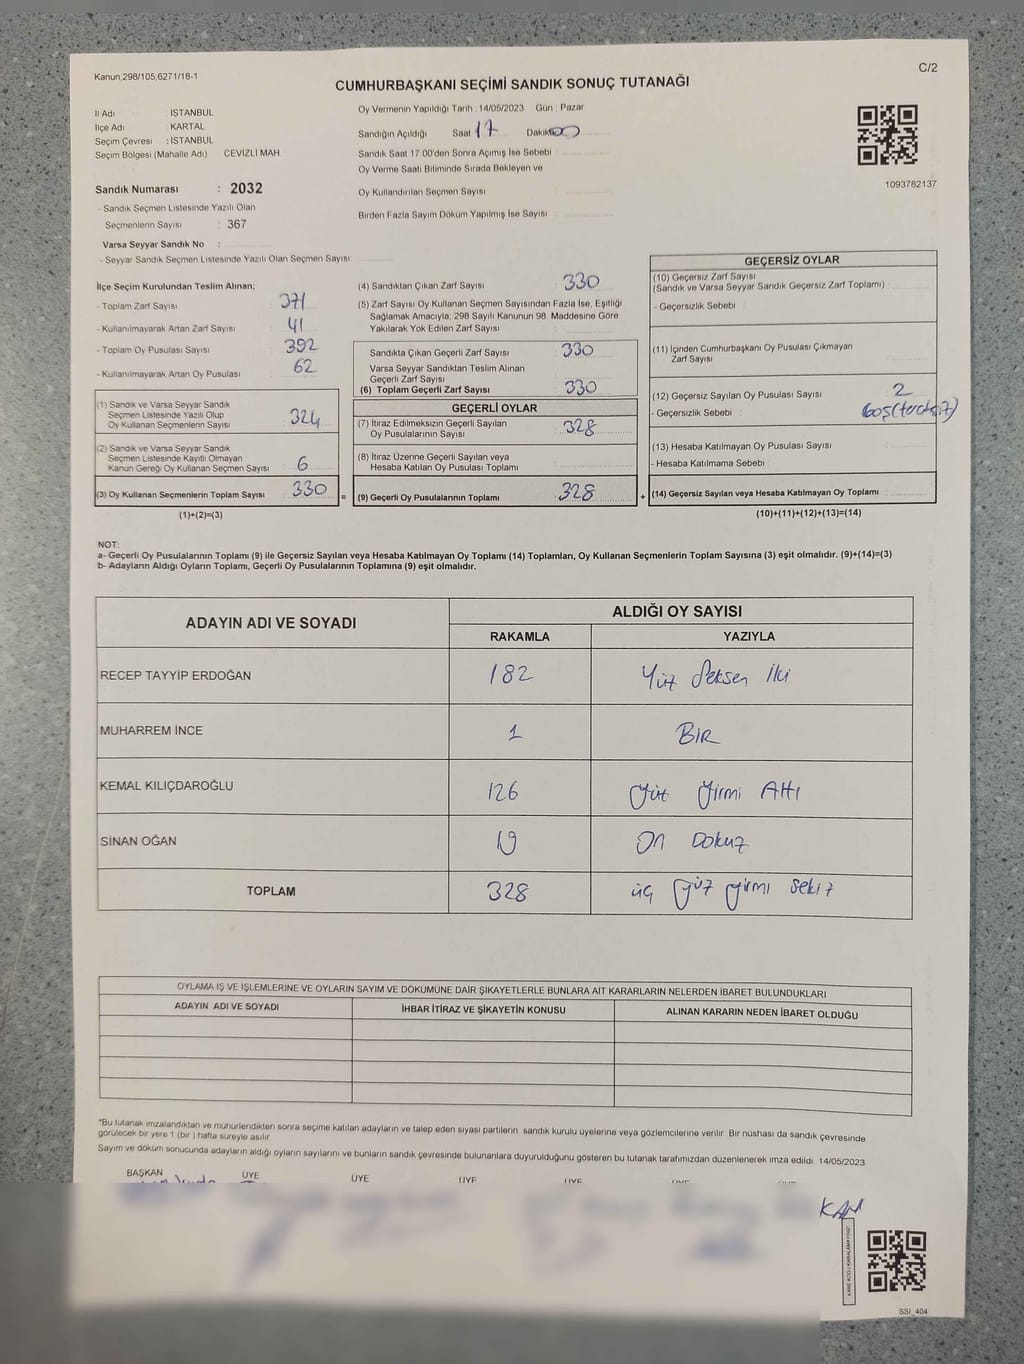 Kanun,298/105,6271/18-1
C/2
CUMHURBAŞKANI SEÇİMİ SANDIK SONUÇ TUTANAĞI
İl Adı : İSTANBUL
İlçe Adı : KARTAL
Seçim Çevresi : İSTANBUL
Seçim Bölgesi (Mahalle Adı) CEVİZLİ MAH
Sandık Numarası : 2032
- Sandık Seçmen Listesinde Yazılı Olan
Seçmenlerin Sayısı : 367
Varsa Seyyar Sandık No :
- Seyyar Sandık Seçmen Listesinde Yazılı Olan Seçmen Sayısı
Oy Vermenin Yapıldığı Tarih : 14/05/2023 Gün : Pazar
Sandığın Açıldığı Saat 17 Dakika 00
Sandık Saat 17.00'den Sonra Açımış İse Sebebi
Oy Verme Saati Bitiminde Sırada Bekleyen ve
Oy Kullandırılan Seçmen Sayısı
Birden Fazla Sayım Döküm Yapılmış İse Sayısı
1093782137
İlçe Seçim Kurulundan Teslim Alınan;
- Toplam Zarf Sayısı 371
- Kullanılmayarak Artan Zarf Sayısı 41
- Toplam Oy Pusulası Sayısı 392
- Kullanılmayarak Artan Oy Pusulası 62
(1) Sandık ve Varsa Seyyar Sandık
Seçmen Listesinde Yazılı Olup
Oy Kullanan Seçmenlerin Sayısı 324
(2) Sandık ve Varsa Seyyar Sandık
Seçmen Listesinde Kayıtlı Olmayan
Kanun Gereği Oy Kullanan Seçmen Sayısı 6
(3) Oy Kullanan Seçmenlerin Toplam Sayısı 330 =
(1)+(2)=(3)
(4) Sandıktan Çıkan Zarf Sayısı 330
(5) Zarf Sayısı Oy Kullanan Seçmen Sayısından Fazla İse, Eşitliği
Sağlamak Amacıyla, 298 Sayılı Kanunun 98. Maddesine Göre
Yakılarak Yok Edilen Zarf Sayısı
Sandıkta Çıkan Geçerli Zarf Sayısı 330
Varsa Seyyar Sandıktan Teslim Alınan
Geçerli Zarf Sayısı
(6) Toplam Geçerli Zarf Sayısı 330
GEÇERLİ OYLAR
(7) İtiraz Edilmeksizin Geçerli Sayılan
Oy Pusulalarının Sayısı 328
(8) İtiraz Üzerine Geçerli Sayılan veya
Hesaba Katılan Oy Pusulası Toplamı
(9) Geçerli Oy Pusulalarının Toplamı 328 +
GEÇERSİZ OYLAR
(10) Geçersiz Zarf Sayısı
(Sandık ve Varsa Seyyar Sandık Geçersiz Zarf Toplamı)
- Geçersizlik Sebebi
(11) İçinden Cumhurbaşkanı Oy Pusulası Çıkmayan
Zarf Sayısı
(12) Geçersiz Sayılan Oy Pusulası Sayısı 2
- Geçersizlik Sebebi : boş(tercihsiz)
(13) Hesaba Katılmayan Oy Pusulası Sayısı
- Hesaba Katılmama Sebebi
(14) Geçersiz Sayılan veya Hesaba Katılmayan Oy Toplamı :
(10)+(11)+(12)+(13)=(14)
NOT:
a- Geçerli Oy Pusulalarının Toplamı (9) ile Geçersiz Sayılan veya Hesaba Katılmayan Oy Toplamı (14) Toplamları, Oy Kullanan Seçmenlerin Toplam Sayısına (3) eşit olmalıdır. (9)+(14)=(3)
b- Adayların Aldığı Oyların Toplamı, Geçerli Oy Pusulalarının Toplamına (9) eşit olmalıdır.
ADAYIN ADI VE SOYADI ALDIĞI OY SAYISI
RAKAMLA YAZIYLA
RECEP TAYYİP ERDOĞAN 182 Yüz Seksen İki
MUHARREM İNCE 1 BİR
KEMAL KILIÇDAROĞLU 126 Yüz Yirmi Altı
SİNAN OĞAN 19 On Dokuz
TOPLAM 328 üç yüz yirmi sekiz
OYLAMA İŞ VE İŞLEMLERİNE VE OYLARIN SAYIM VE DÖKÜMÜNE DAİR ŞİKAYETLERLE BUNLARA AİT KARARLARIN NELERDEN İBARET BULUNDUKLARI
ADAYIN ADI VE SOYADI İHBAR İTİRAZ VE ŞİKAYETİN KONUSU ALINAN KARARIN NEDEN İBARET OLDUĞU
*Bu tutanak imzalandıktan ve mühürlendikten sonra seçime katılan adayların ve talep eden siyasi partilerin sandık kurulu üyelerine veya gözlemcilerine verilir. Bir nüshası da sandık çevresinde
görülecek bir yere 1 (bir) hafta süreyle asılır.
Sayım ve döküm sonucunda adayların aldığı oyların sayılarını ve bunların sandık çevresinde bulunanlara duyurulduğunu gösteren bu tutanak tarafımızdan düzenlenerek imza edildi. 14/05/2023
BAŞKAN ÜYE ÜYE ÜYE ÜYE
KARE KODU KARALAMAYINIZ
SSI_404